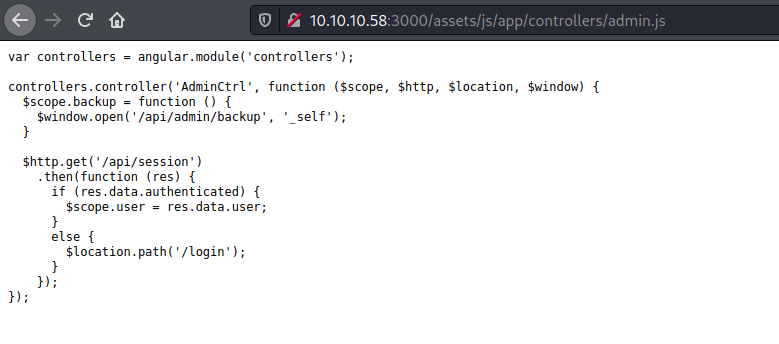 10.10.10.58:3000/assets/js/app/controllers/admin.js
var controllers = angular.module('controllers');
controllers.controller('AdminCtrl', function ($scope, $http, $location, $window) {
  $scope.backup = function () {
    $window.open('/api/admin/backup', '_self');
  }
  $http.get('/api/session')
    .then(function (res) {
      if (res.data.authenticated) {
        $scope.user = res.data.user;
      }
      else {
        $location.path('/login');
      }
    });
});